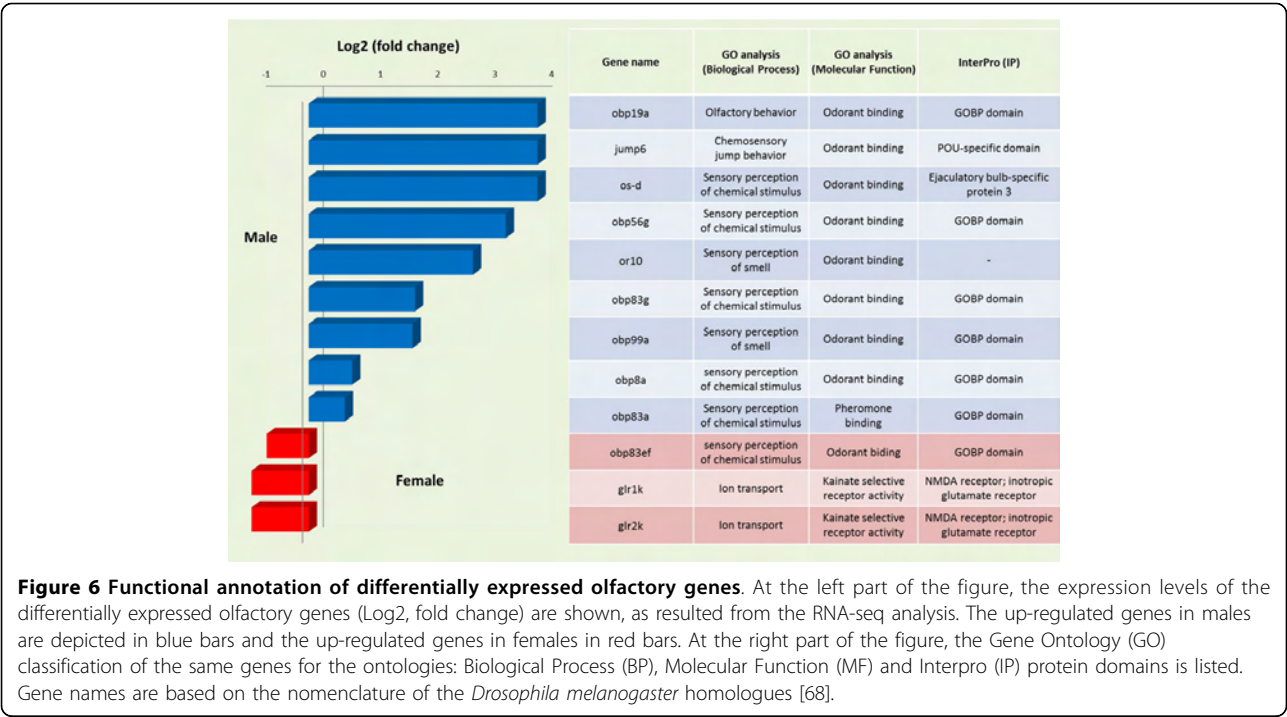 Log2 (fold change)
-1 0 1 2 3 4
Male
Female
Gene name GO analysis (Biological Process) GO analysis (Molecular Function) InterPro (IP)
obp19a Olfactory behavior Odorant binding GOBP domain
jump6 Chemosensory jump behavior Odorant binding POU-specific domain
os-d Sensory perception of chemical stimulus Odorant binding Ejaculatory bulb-specific protein 3
obp56g Sensory perception of chemical stimulus Odorant binding GOBP domain
or10 Sensory perception of smell Odorant binding -
obp83g Sensory perception of chemical stimulus Odorant binding GOBP domain
obp99a Sensory perception of smell Odorant binding GOBP domain
obp8a sensory perception of chemical stimulus Odorant binding GOBP domain
obp83a Sensory perception of chemical stimulus Pheromone binding GOBP domain
obp83ef sensory perception of chemical stimulus Odorant biding GOBP domain
glr1k Ion transport Kainate selective receptor activity NMDA receptor; inotropic glutamate receptor
glr2k Ion transport Kainate selective receptor activity NMDA receptor; inotropic glutamate receptor
Figure 6 Functional annotation of differentially expressed olfactory genes. At the left part of the figure, the expression levels of the
differentially expressed olfactory genes (Log2, fold change) are shown, as resulted from the RNA-seq analysis. The up-regulated genes in males
are depicted in blue bars and the up-regulated genes in females in red bars. At the right part of the figure, the Gene Ontology (GO)
classification of the same genes for the ontologies: Biological Process (BP), Molecular Function (MF) and Interpro (IP) protein domains is listed.
Gene names are based on the nomenclature of the Drosophila melanogaster homologues [68].